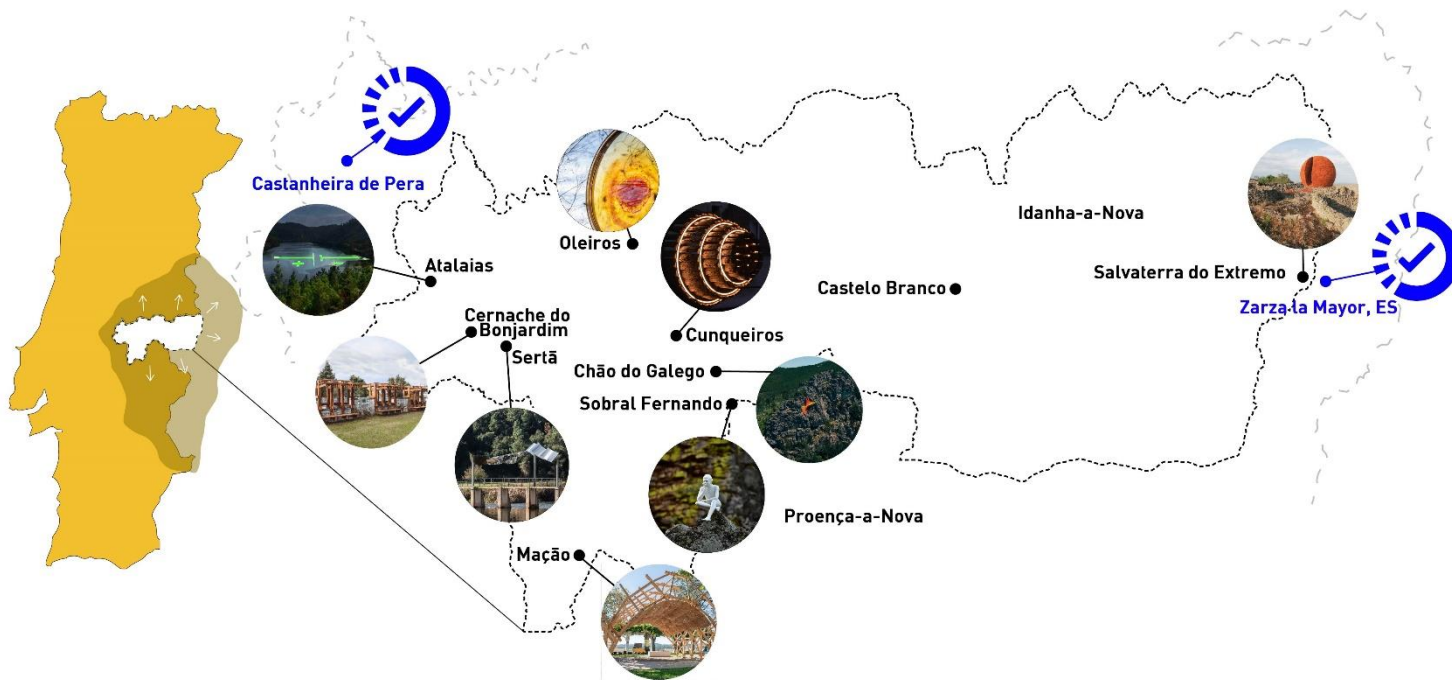 Castanheira de Pera
Oleiros
Idanha-a-Nova
Atalaias
Castelo Branco
Salvaterra do Extremo
Zarza la Mayor, ES
Cernache do
Bonjardim
Sertã
Cunqueiros
Chão do Galego
Sobral Fernando
Proença-a-Nova
Mação